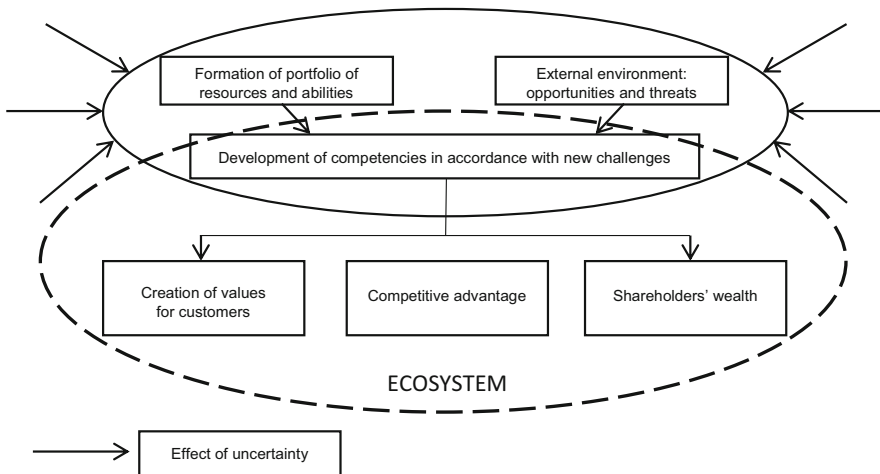 Formation of portfolio of
resources and abilities
External environment:
opportunities and threats
Development of competencies in accordance with new challenges
Creation of values
for customers
Competitive advantage
Shareholders’ wealth
ECOSYSTEM
Effect of uncertainty